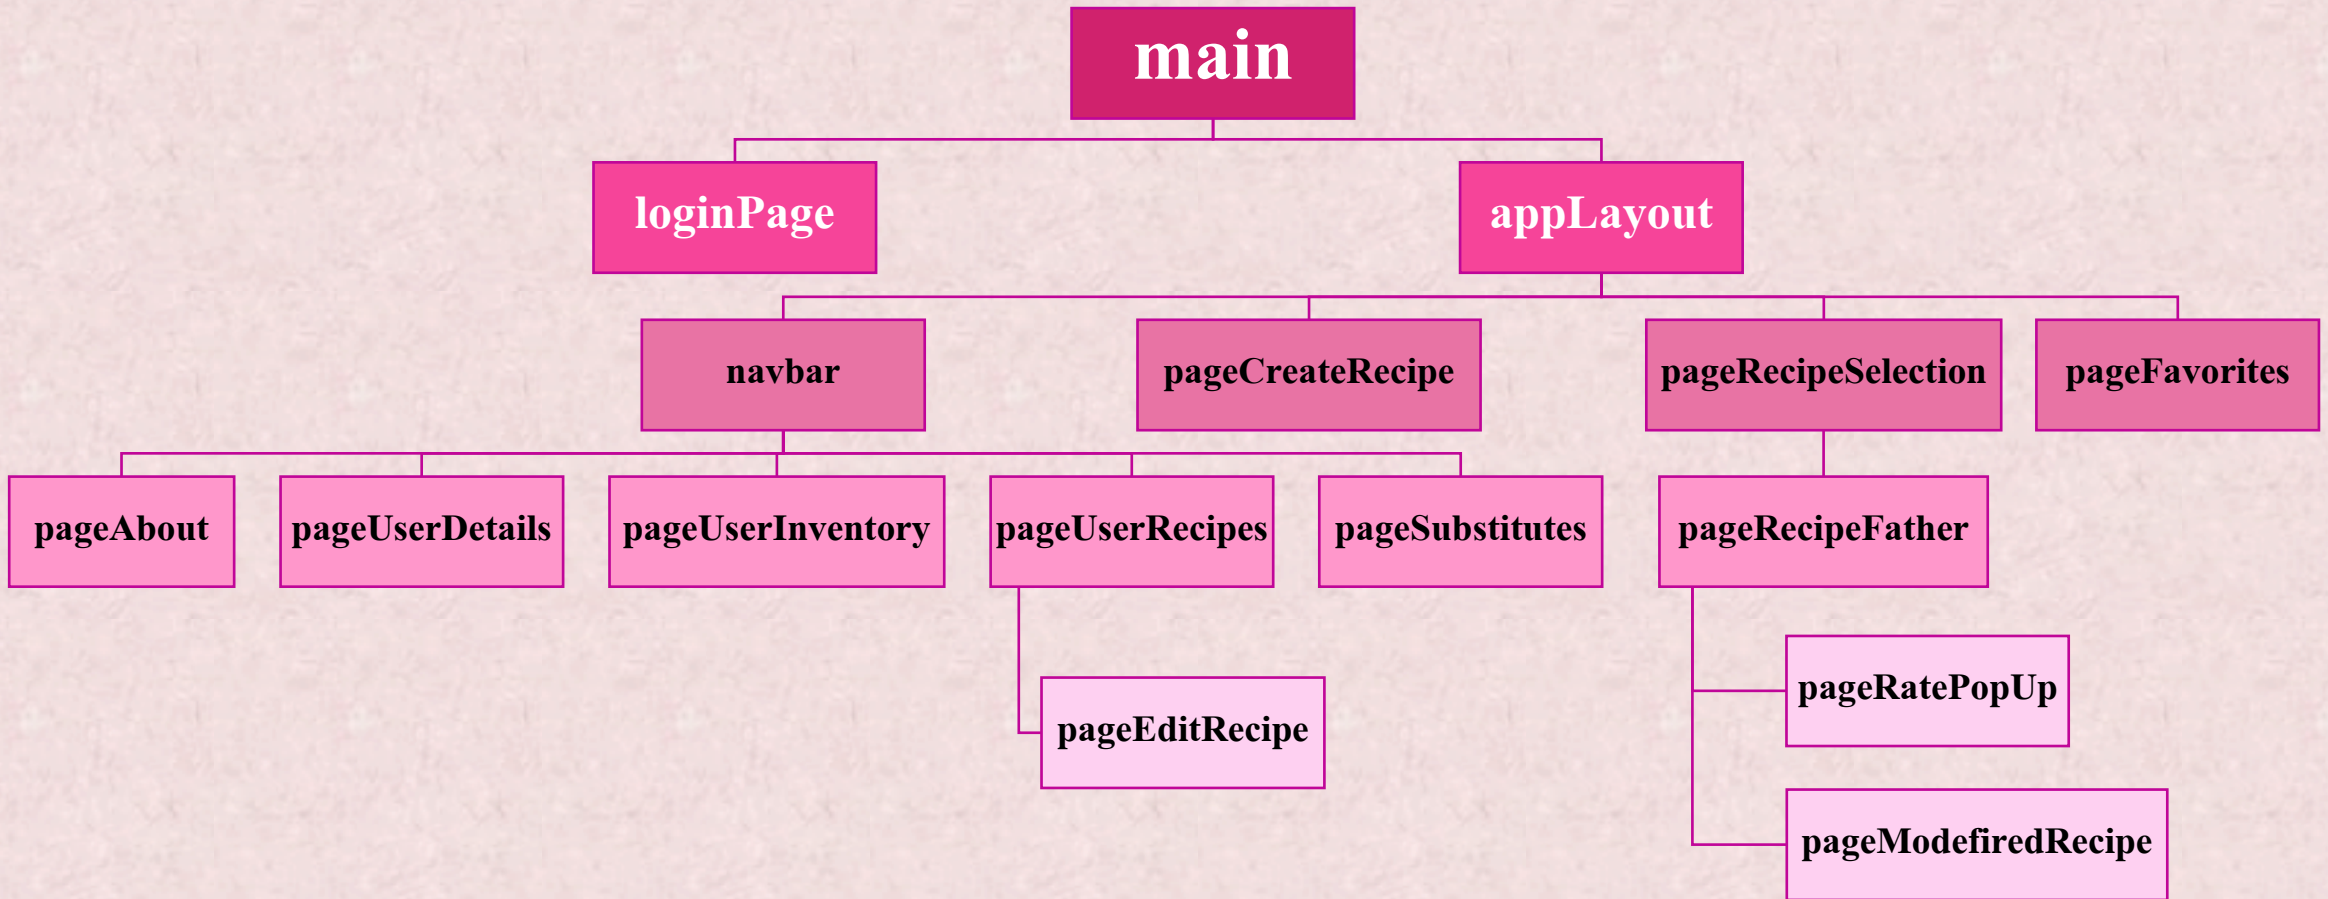 main
loginPage
appLayout
navbar
pageCreateRecipe
pageRecipeSelection
pageFavorites
pageAbout
pageUserDetails
pageUserInventory
pageUserRecipes
pageSubstitutes
pageRecipeFather
pageRatePopUp
pageEditRecipe
pageModefiredRecipe